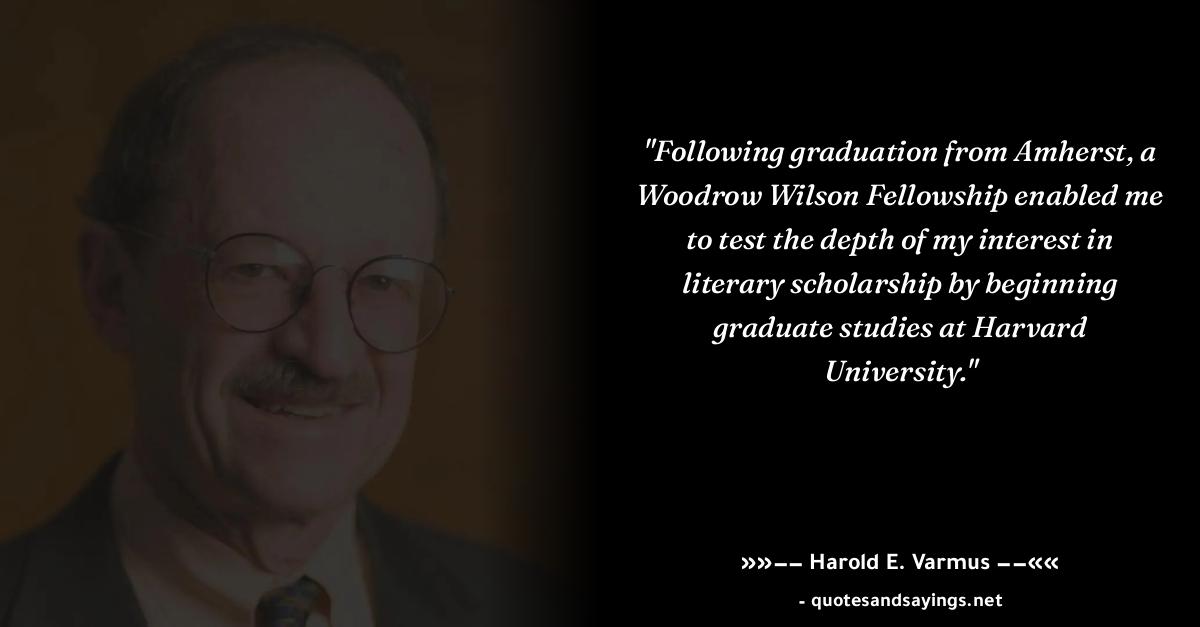 "Following graduation from Amherst, a
Woodrow Wilson Fellowship enabled me
to test the depth of my interest in
literary scholarship by beginning
graduate studies at Harvard
University."
»»–– Harold E. Varmus ––««
- quotesandsayings.net